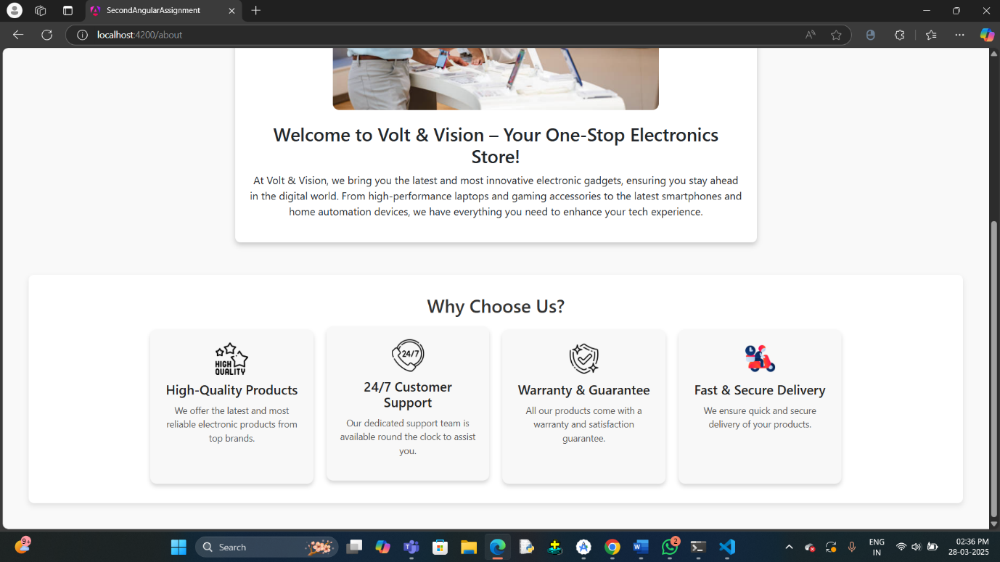 SecondAngularAssignment
localhost:4200/about
Welcome to Volt & Vision – Your One-Stop Electronics
Store!
At Volt & Vision, we bring you the latest and most innovative electronic gadgets, ensuring you stay ahead
in the digital world. From high-performance laptops and gaming accessories to the latest smartphones and
home automation devices, we have everything you need to enhance your tech experience.
Why Choose Us?
HIGH
QUALITY
High-Quality Products
We offer the latest and most
reliable electronic products from
top brands.
24/7
24/7 Customer
Support
Our dedicated support team is
available round the clock to assist
you.
Warranty & Guarantee
All our products come with a
warranty and satisfaction
guarantee.
Fast & Secure Delivery
We ensure quick and secure
delivery of your products.
9+
Search
2
ENG
IN
02:36 PM
28-03-2025